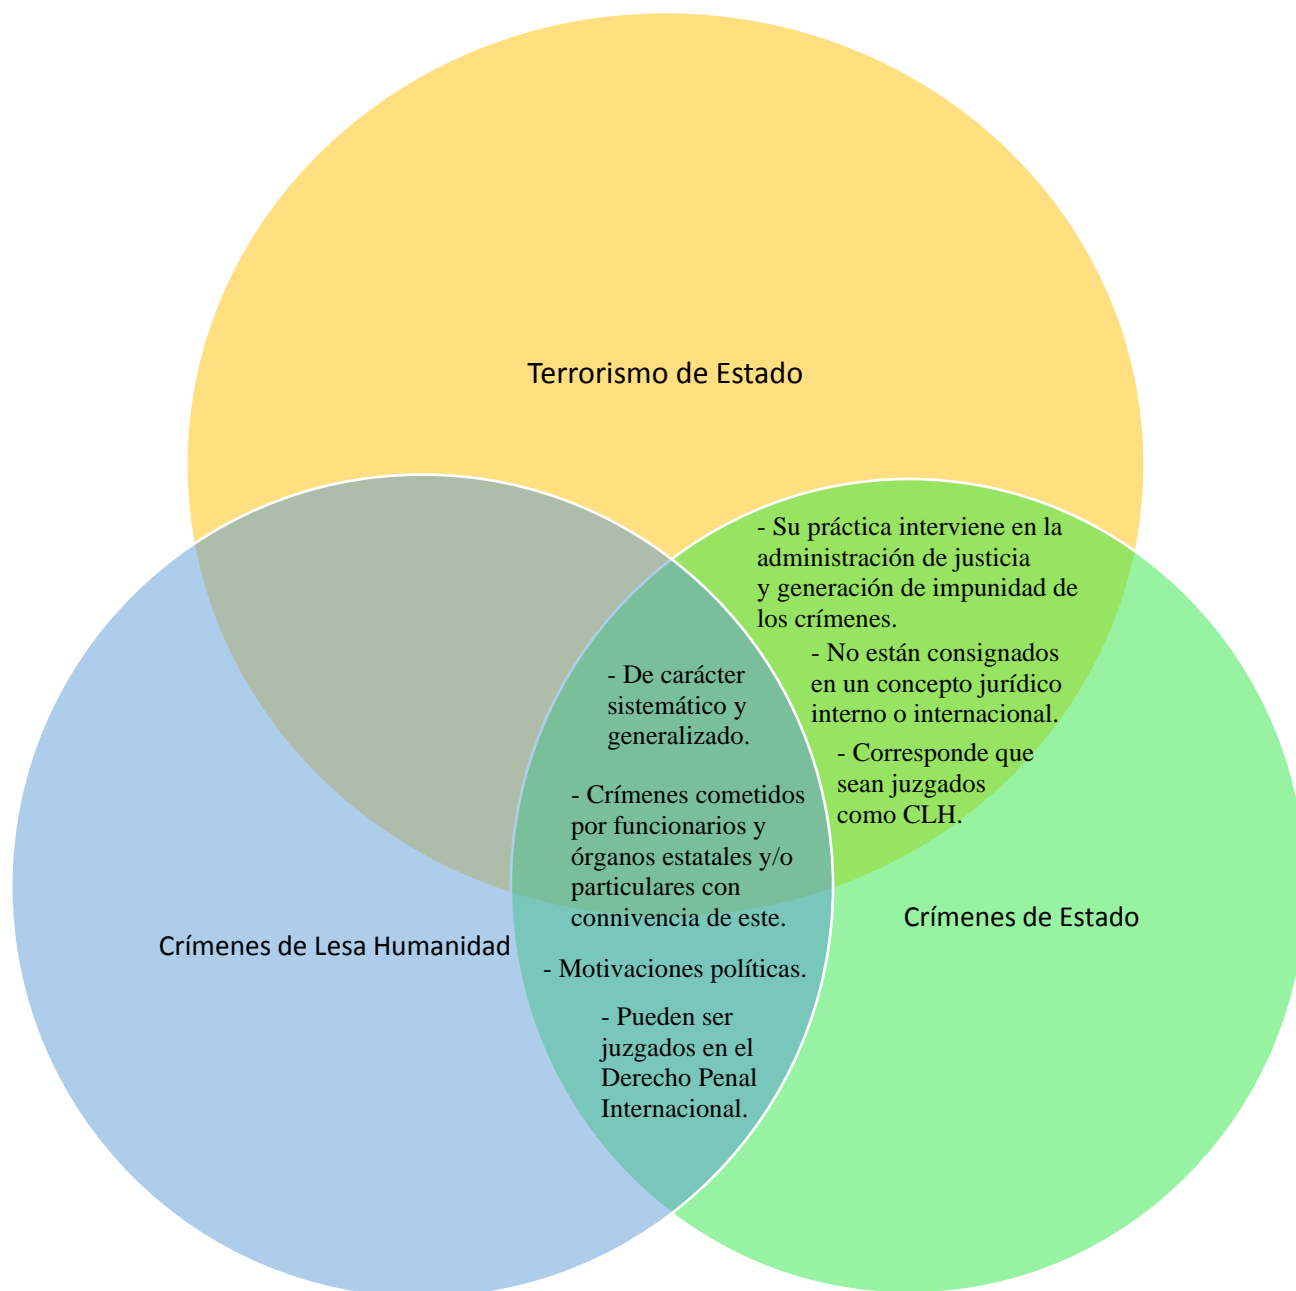 Terrorismo de Estado
- Su práctica interviene en la
administración de justicia
y generación de impunidad de
los crímenes.
- No están consignados
en un concepto jurídico
interno o internacional.
- Corresponde que
sean juzgados
como CLH.
- De carácter
sistemático y
generalizado.
- Crímenes cometidos
por funcionarios y
órganos estatales y/o
particulares con
connivencia de este.
- Motivaciones políticas.
- Pueden ser
juzgados en el
Derecho Penal
Internacional.
Crímenes de Lesa Humanidad
Crímenes de Estado